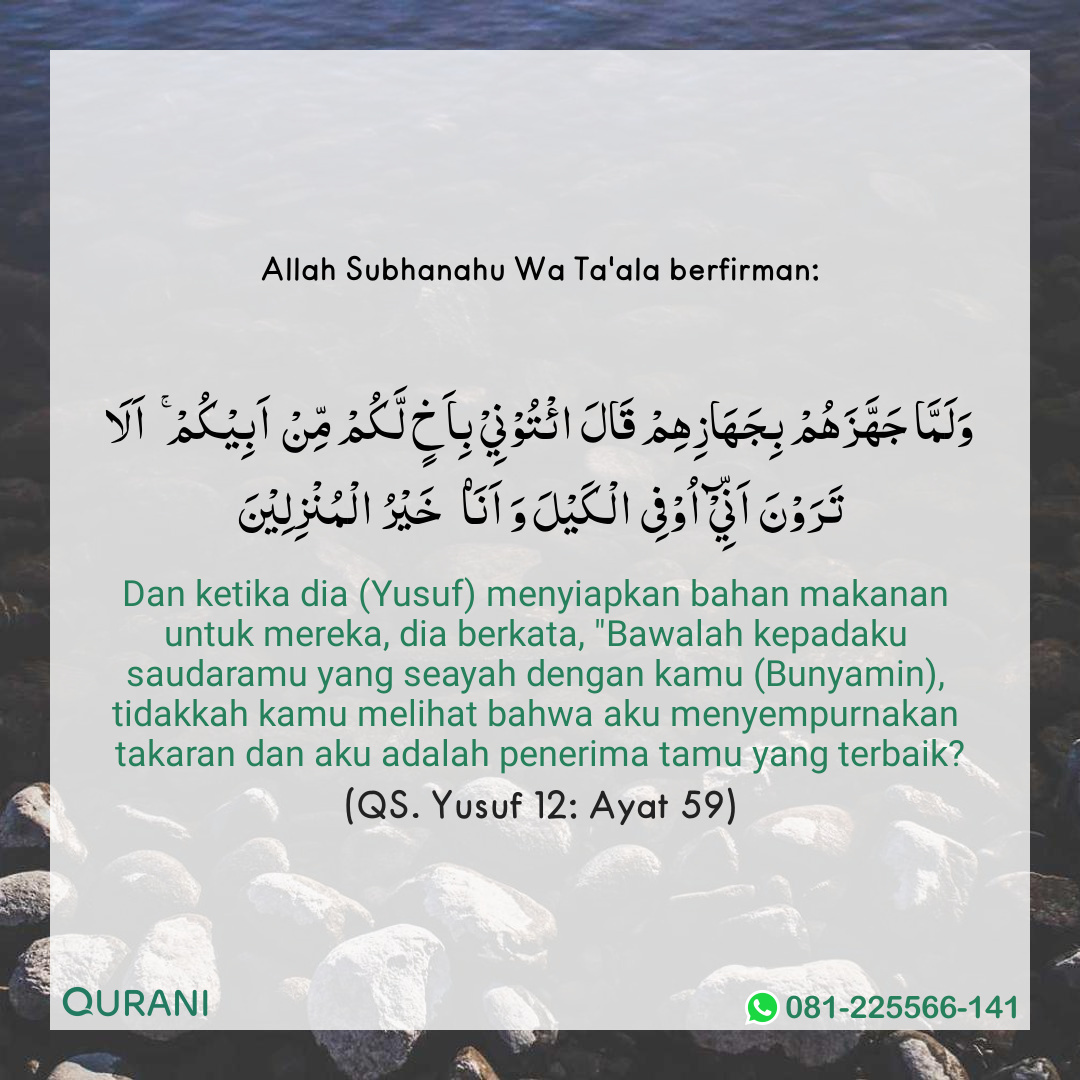 Allah Subhanahu Wa Ta'ala berfirman:
وَلَمَّا جَهَّزَهُمْ بِجَهَازِهِمْ قَالَ ائْتُوْنِيْ بِاَخٍ لَّكُمْ مِّنْ اَبِيْكُمْ ۚ اَلَا
تَرَوْنَ اَنِّيْۤ اُوْفِى الْكَيْلَ وَ اَنَاۡ خَيْرُ الْمُنْزِلِيْنَ
Dan ketika dia (Yusuf) menyiapkan bahan makanan
untuk mereka, dia berkata, "Bawalah kepadaku
saudaramu yang seayah dengan kamu (Bunyamin),
tidakkah kamu melihat bahwa aku menyempurnakan
takaran dan aku adalah penerima tamu yang terbaik?
(QS. Yusuf 12: Ayat 59)
QURANI
081-225566-141